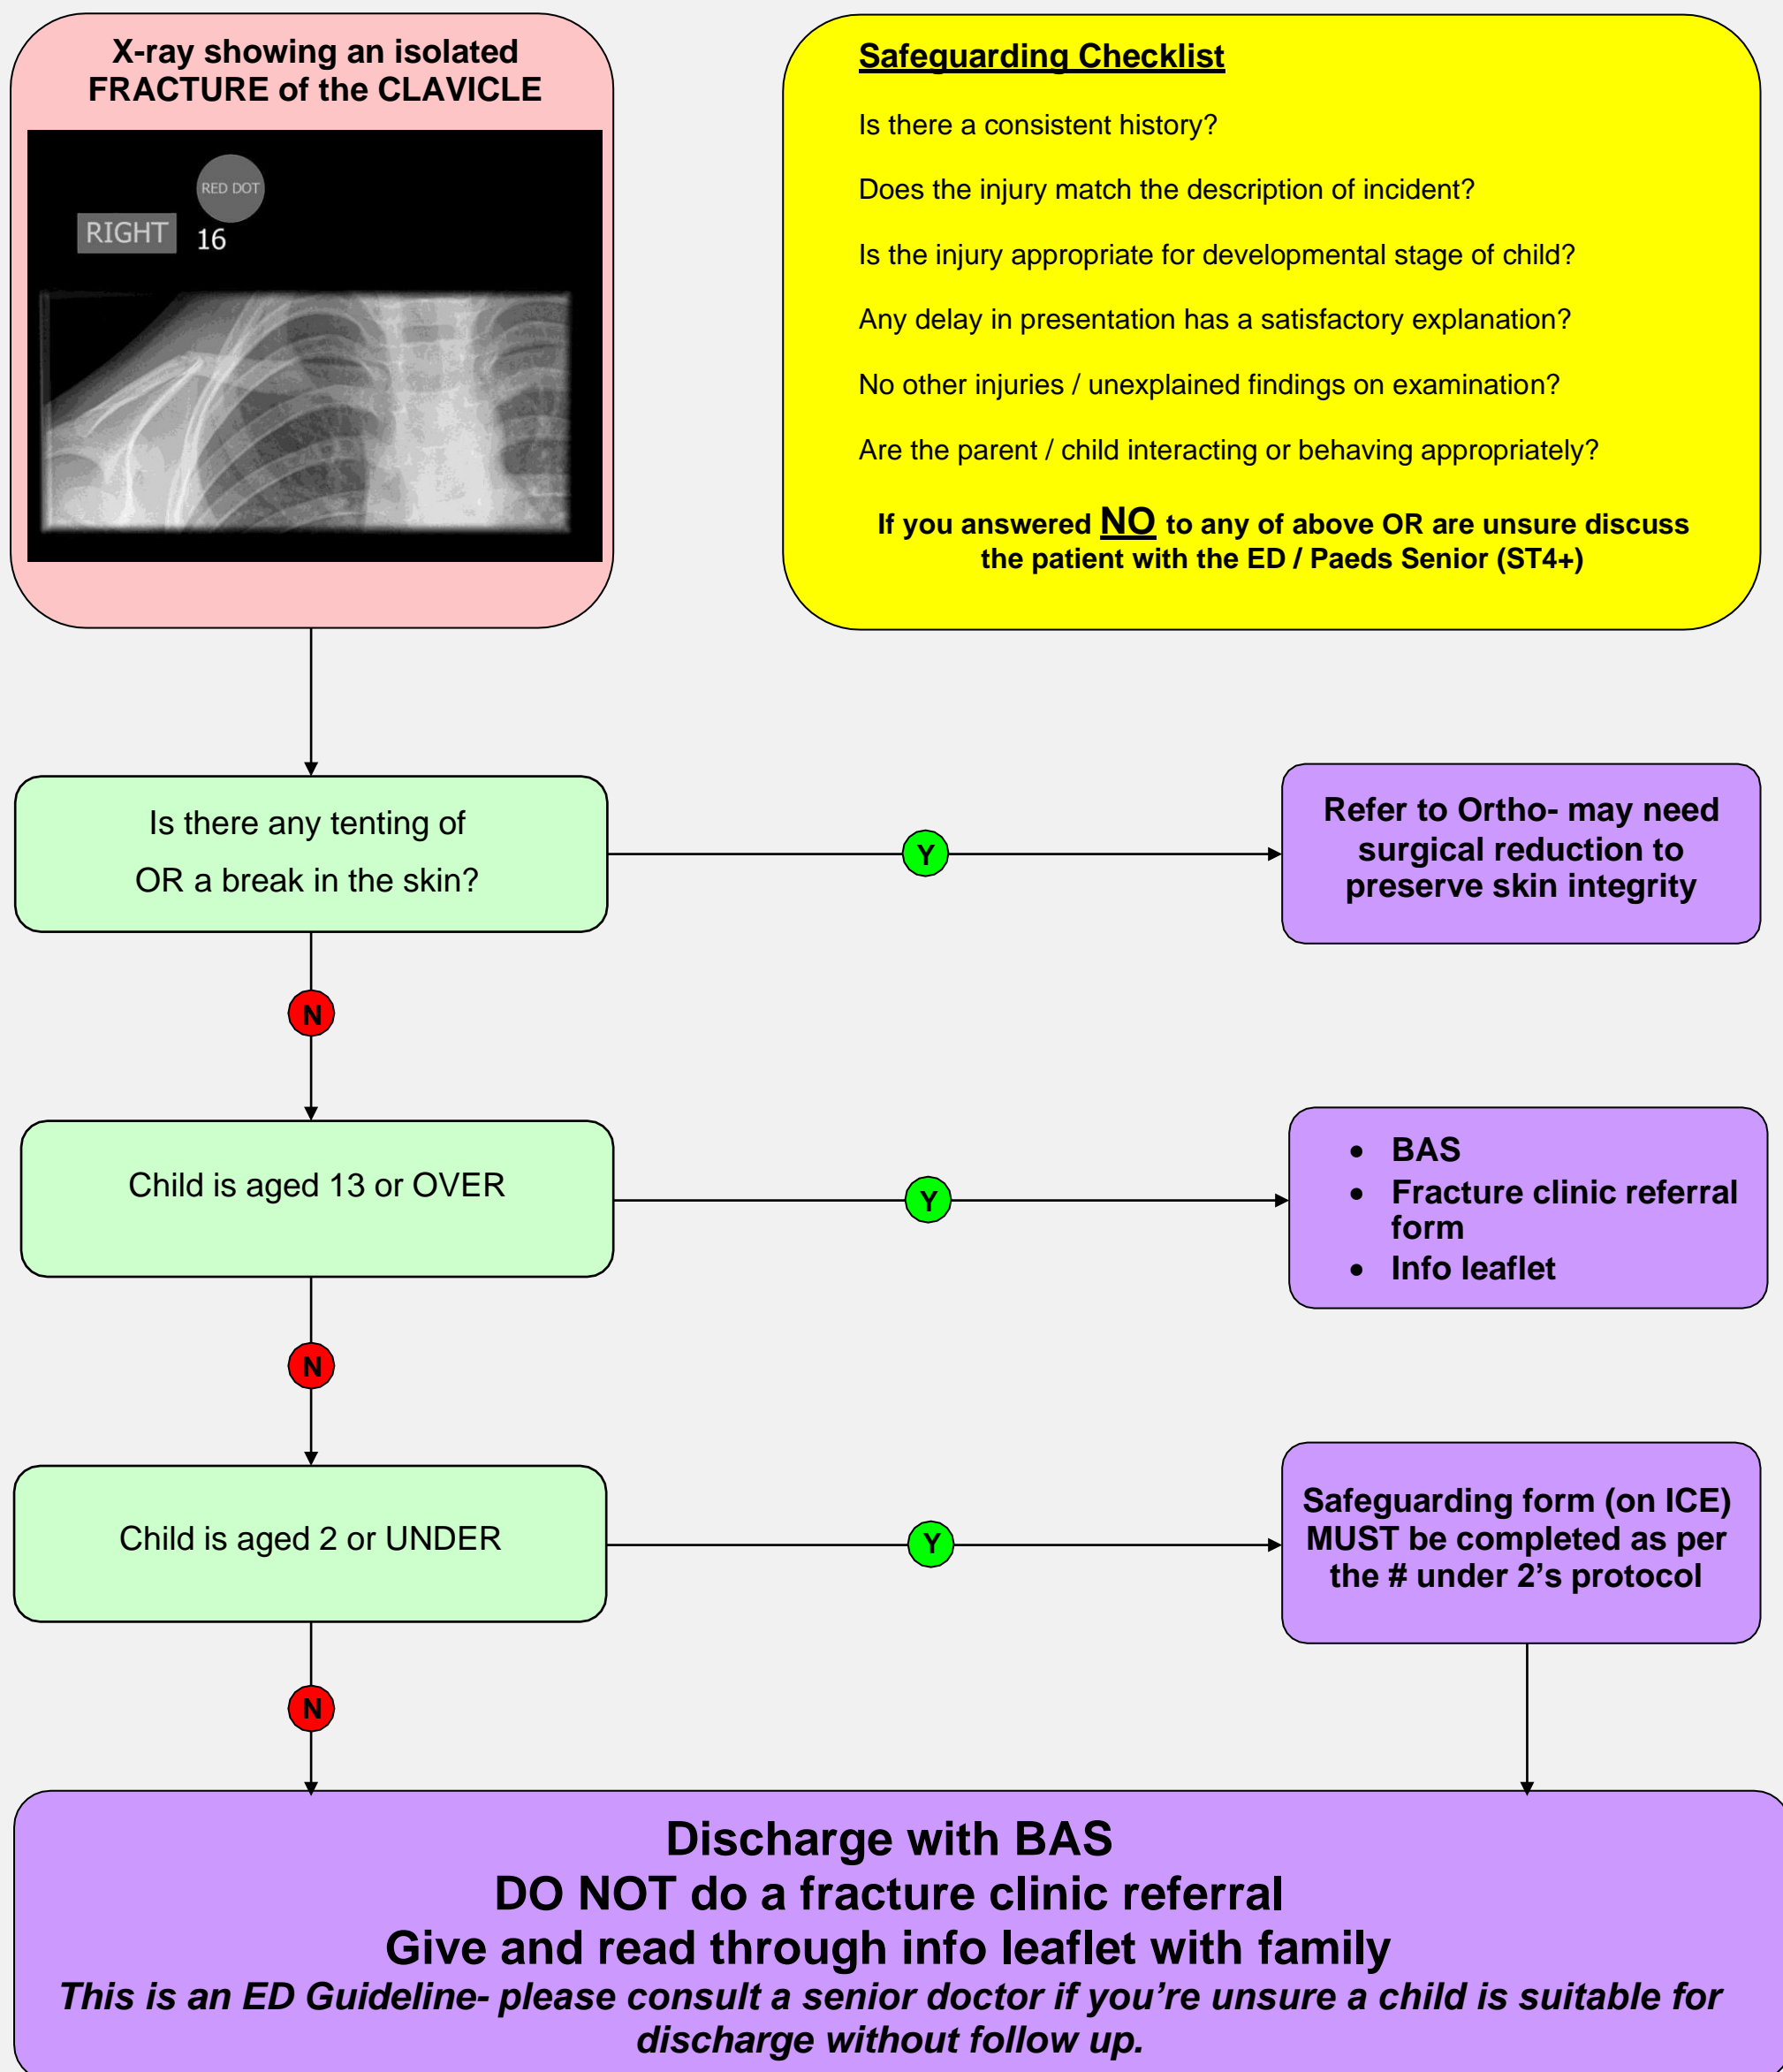 X-ray showing an isolated
FRACTURE of the CLAVICLE
RED DOT
RIGHT
16
Safeguarding Checklist
Is there a consistent history?
Does the injury match the description of incident?
Is the injury appropriate for developmental stage of child?
Any delay in presentation has a satisfactory explanation?
No other injuries / unexplained findings on examination?
Are the parent / child interacting or behaving appropriately?
If you answered NO to any of above OR are unsure discuss
the patient with the ED / Paeds Senior (ST4+)
Is there any tenting of
OR a break in the skin?
Y
Refer to Ortho- may need
surgical reduction to
preserve skin integrity
N
Child is aged 13 or OVER
Y
• BAS
• Fracture clinic referral
form
• Info leaflet
N
Child is aged 2 or UNDER
Y
Safeguarding form (on ICE)
MUST be completed as per
the # under 2’s protocol
N
Discharge with BAS
DO NOT do a fracture clinic referral
Give and read through info leaflet with family
This is an ED Guideline- please consult a senior doctor if you’re unsure a child is suitable for
discharge without follow up.